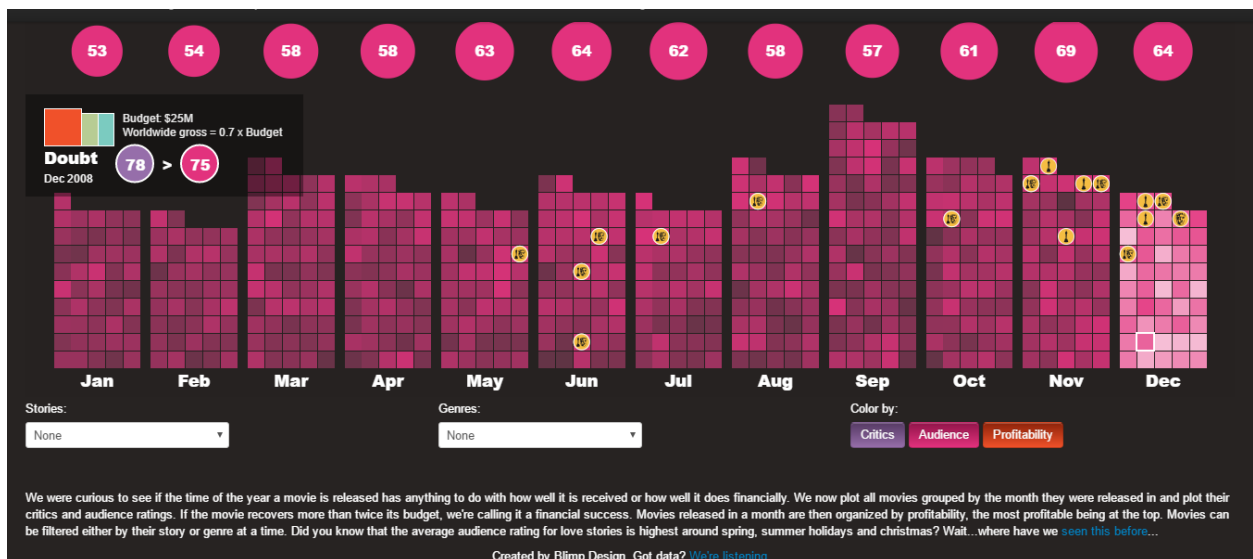 53 54 58 58 63 64 62 58 57 61 69 64
Budget: $25M
Worldwide gross = 0.7 x Budget
Doubt
Dec 2008
78 > 75
Jan Feb Mar Apr May Jun Jul Aug Sep Oct Nov Dec
Stories: Genres: Color by:
None None Critics Audience Profitability
We were curious to see if the time of the year a movie is released has anything to do with how well it is received or how well it does financially. We now plot all movies grouped by the month they were released in and plot their
critics and audience ratings. If the movie recovers more than twice its budget, we're calling it a financial success. Movies released in a month are then organized by profitability, the most profitable being at the top. Movies can
be filtered either by their story or genre at a time. Did you know that the average audience rating for love stories is highest around spring, summer holidays and christmas? Wait...where have we seen this before...
Created by Blimp Design. Got data? We're listening